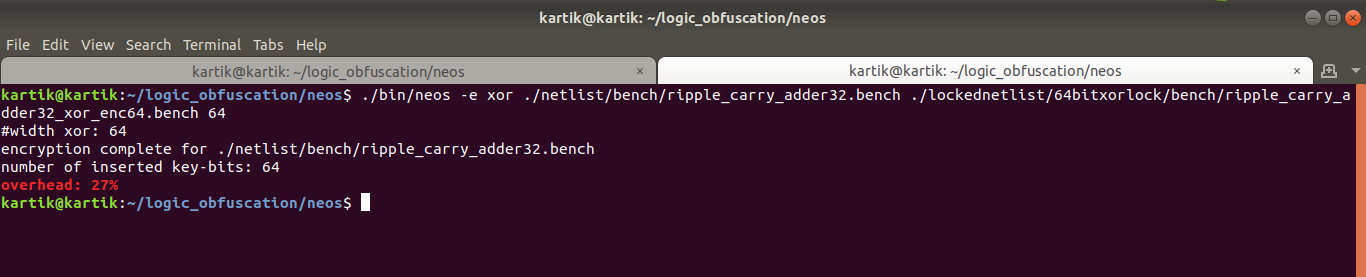 kartik@kartik: ~/logic_obfuscation/neos
File Edit View Search Terminal Tabs Help
kartik@kartik: ~/logic_obfuscation/neos × kartik@kartik: ~/logic_obfuscation/neos ×
kartik@kartik:~/logic_obfuscation/neos$ ./bin/neos -e xor ./netlist/bench/ripple_carry_adder32.bench ./lockednetlist/64bitxorlock/bench/ripple_carry_a
dder32_xor_enc64.bench 64
#width xor: 64
encryption complete for ./netlist/bench/ripple_carry_adder32.bench
number of inserted key-bits: 64
overhead: 27%
kartik@kartik:~/logic_obfuscation/neos$